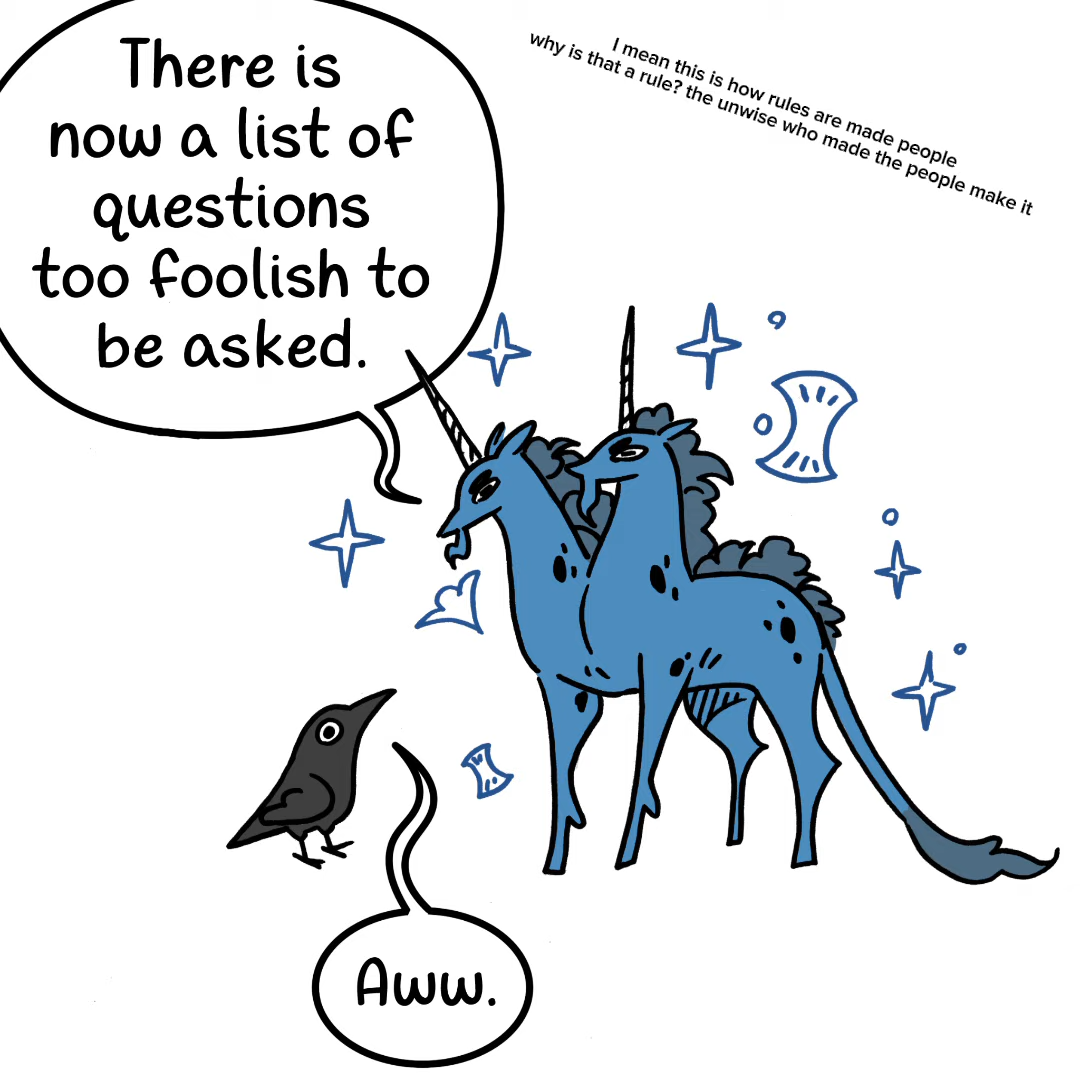 There is
now a list of
questions
too foolish to
be asked.
I mean this is how rules are made people
why is that a rule? the unwise who made the people make it
Aww.